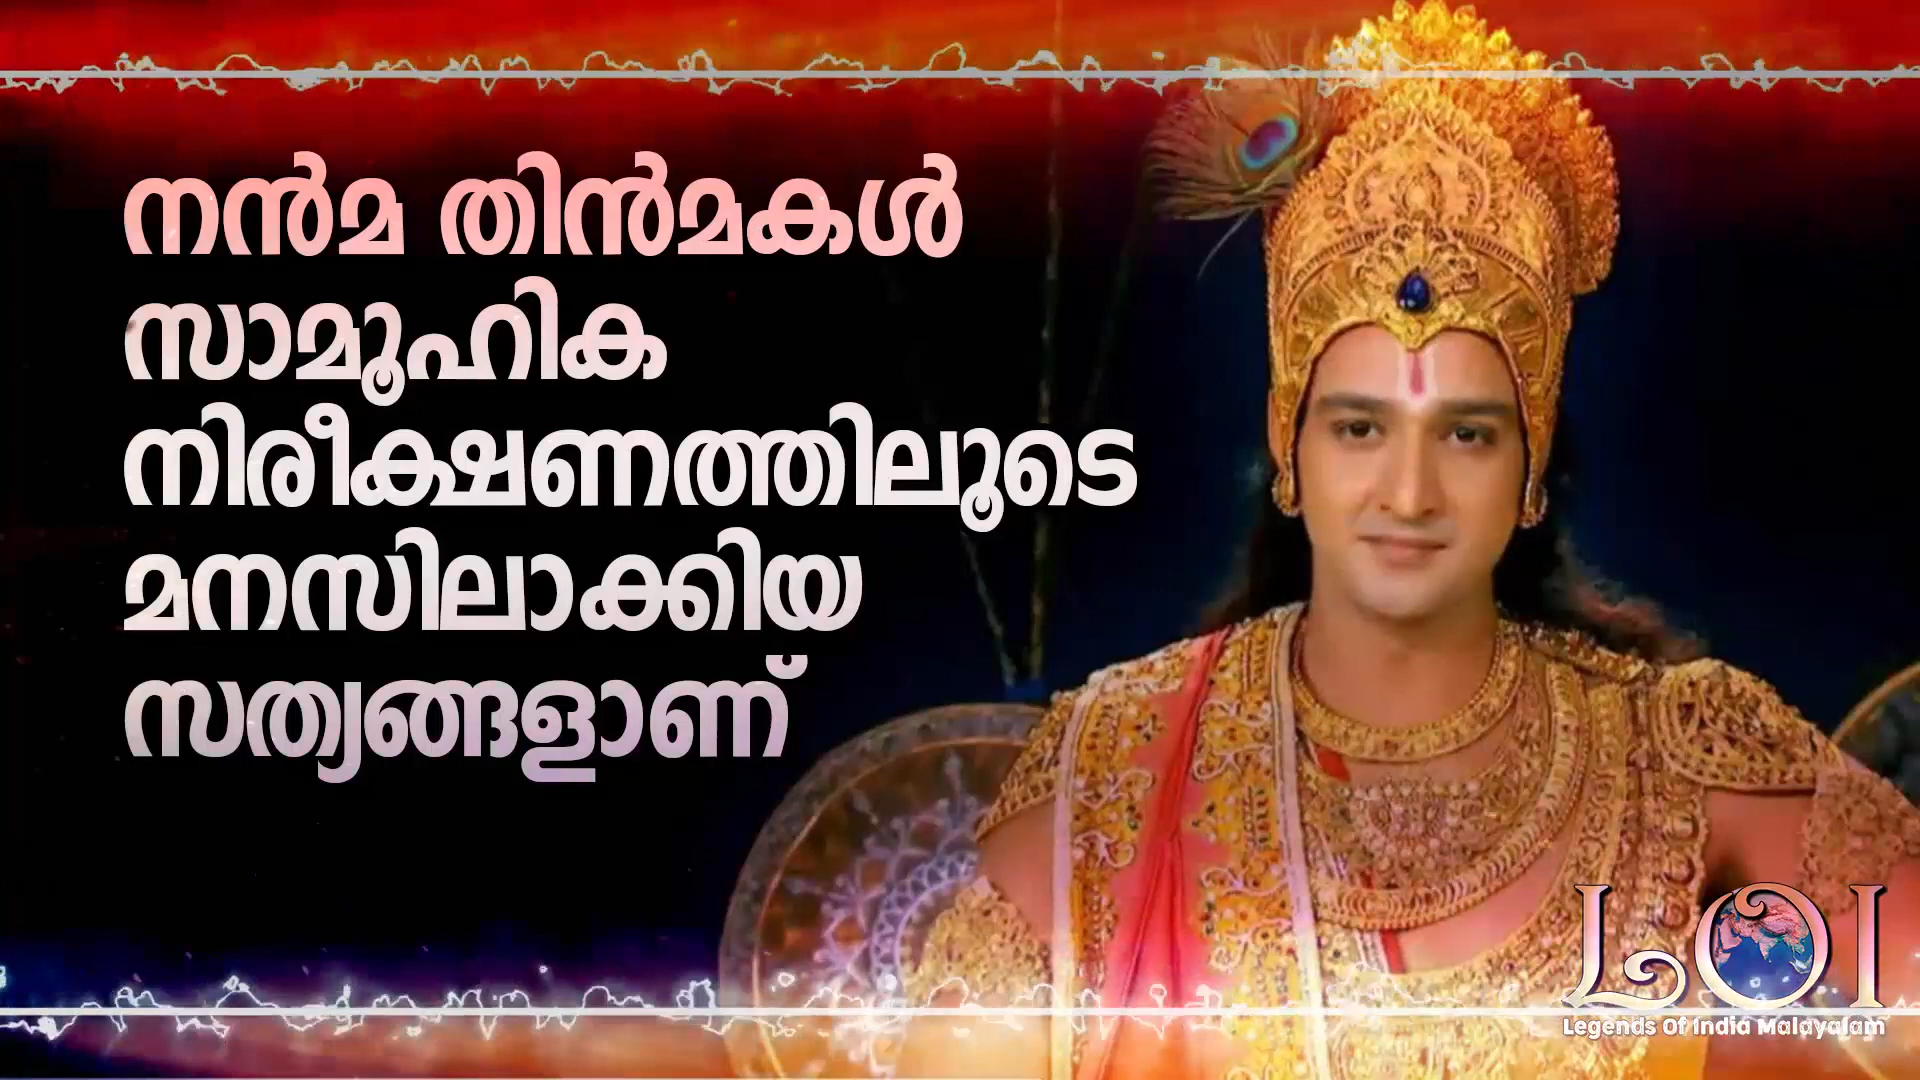 നൻമ തിൻമകൾ
സാമൂഹിക
നിരീക്ഷണത്തിലൂടെ
മനസിലാക്കിയ
സത്യങ്ങളാണ്
LOI
Legends Of India Malayalam